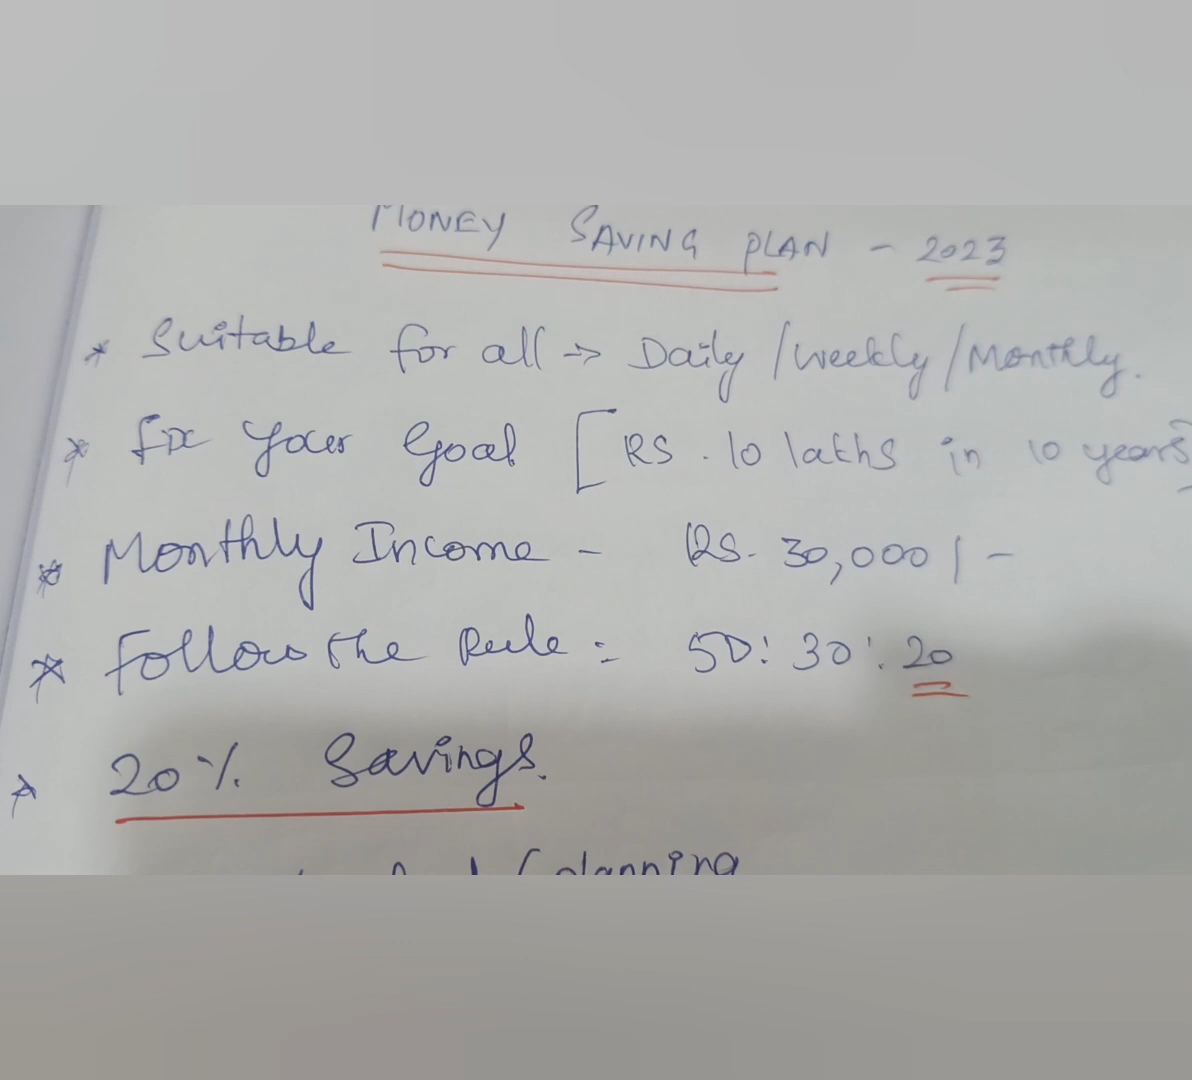 MONEY SAVING PLAN - 2023
* Suitable for all -> Daily/Weekly/Monthly.
* Fix your Goal [RS. 10 lakhs in 10 years]
* Monthly Income - RS. 30,000/-
* Follow the Rule :- 50:30:20
* 20% Savings.
planning